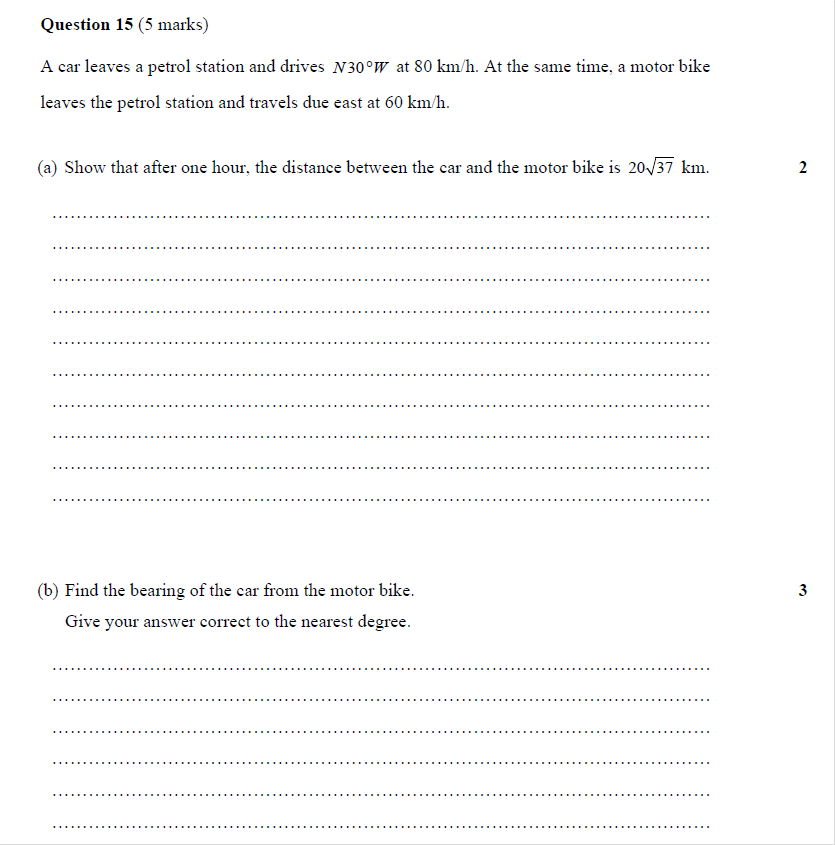 Question 15 (5 marks)
A car leaves a petrol station and drives N30°W at 80 km/h. At the same time, a motor bike
leaves the petrol station and travels due east at 60 km/h.
(a) Show that after one hour, the distance between the car and the motor bike is 20√37 km. 2
(b) Find the bearing of the car from the motor bike. 3
Give your answer correct to the nearest degree.